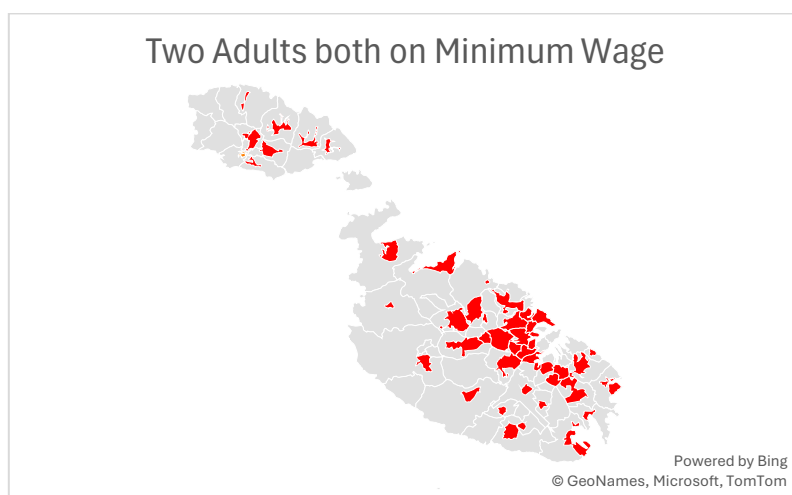 Two Adults both on Minimum Wage
Powered by Bing
© GeoNames, Microsoft, TomTom